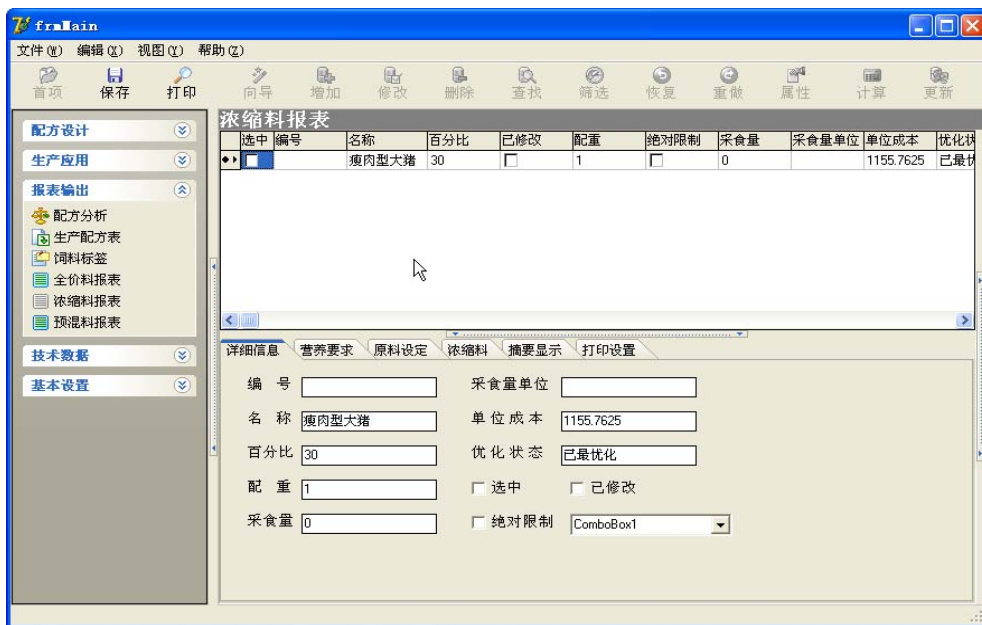 frmMain
文件(W) 编辑(X) 视图(Y) 帮助(Z)
首项 保存 打印 向导 增加 修改 删除 查找 筛选 恢复 重做 属性 计算 更新
配方设计
生产应用
报表输出
配方分析
生产配方表
饲料标签
全价料报表
浓缩料报表
预混料报表
技术数据
基本设置
浓缩料报表
选中 编号 名称 百分比 已修改 配重 绝对限制 采食量 采食量单位 单位成本 优化状
瘦肉型大猪 30 1 0 1155.7625 已最优
详细信息 营养要求 原料设定 浓缩料 摘要显示 打印设置
编 号 采食量单位
名 称 瘦肉型大猪 单位成本 1155.7625
百分比 30 优化状态 已最优化
配 重 1 选中 已修改
采食量 0 绝对限制 ComboBox1